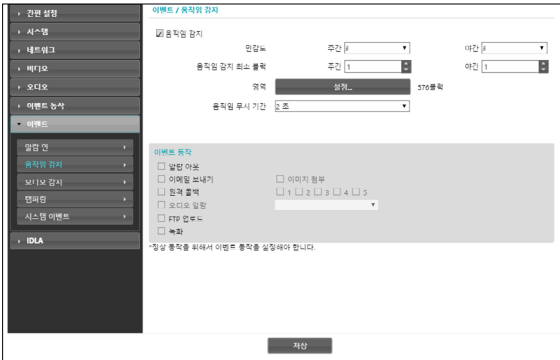 간편 설정
시스템
네트워크
비디오
오디오
이벤트 동작
이벤트
알람 인
움직임 감지
오디오 감지
탬퍼링
시스템 이벤트
IDLA
이벤트 / 움직임 감지
움직임 감지
민감도 주간 야간
움직임 감지 최소 블럭 주간 1 야간 1
영역 설정... 576블럭
움직임 무시 기간 2 초
이벤트 동작
알람 아웃
이메일 보내기 이미지 첨부
원격 콜백 1 2 3 4 5
오디오 알람
FTP 업로드
녹화
*정상 동작을 위해서 이벤트 동작을 설정해야 합니다.
저장